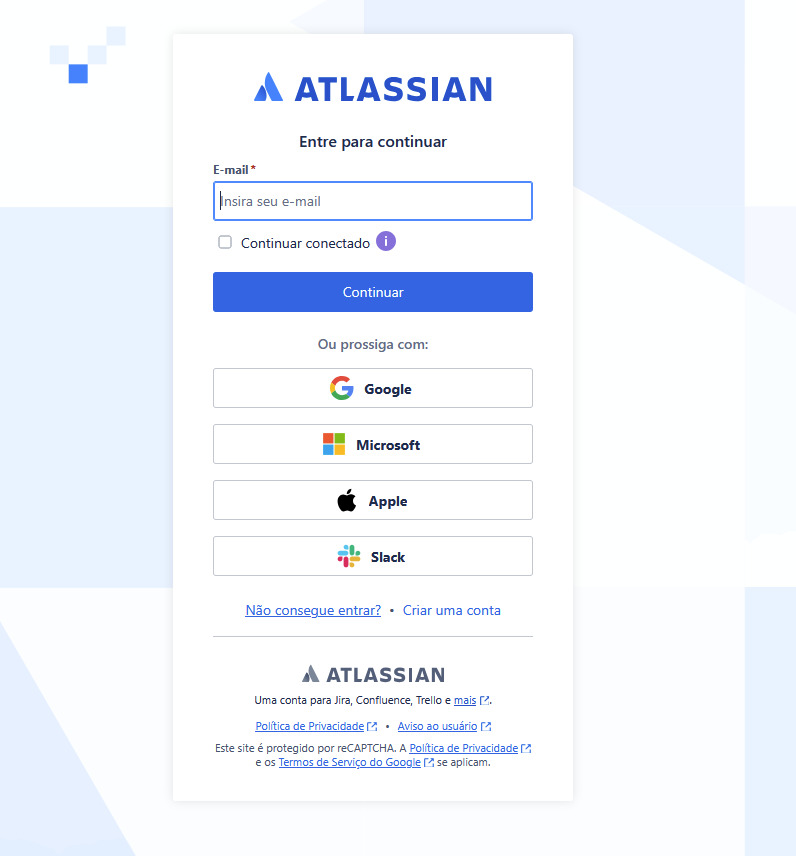 ATLASSIAN
Entre para continuar
E-mail *
Insira seu e-mail
Continuar conectado i
Continuar
Ou prossiga com:
Google
Microsoft
Apple
Slack
Não consegue entrar? • Criar uma conta
ATLASSIAN
Uma conta para Jira, Confluence, Trello e mais.
Política de Privacidade • Aviso ao usuário
Este site é protegido por reCAPTCHA. A Política de Privacidade
e os Termos de Serviço do Google se aplicam.